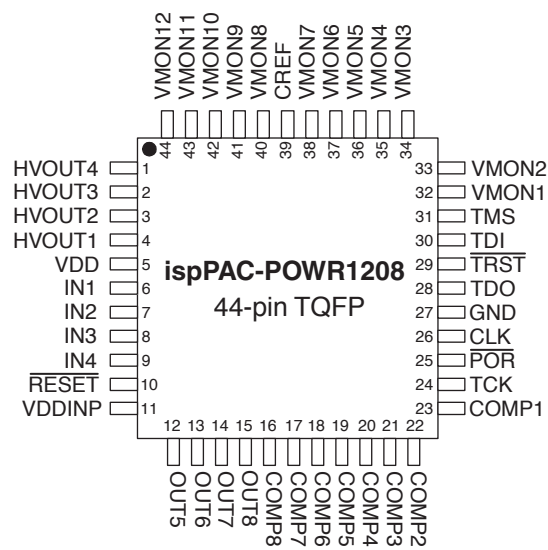 VMON12
VMON11
VMON10
VMON9
VMON8
CREF
VMON7
VMON6
VMON5
VMON4
VMON3
44
43
42
41
40
39
38
37
36
35
34
HVOUT4 1
HVOUT3 2
HVOUT2 3
HVOUT1 4
VDD 5
IN1 6
IN2 7
IN3 8
IN4 9
RESET 10
VDDINP 11
ispPAC-POWR1208
44-pin TQFP
33 VMON2
32 VMON1
31 TMS
30 TDI
29 TRST
28 TDO
27 GND
26 CLK
25 POR
24 TCK
23 COMP1
12 13 14 15 16 17 18 19 20 21 22
OUT5
OUT6
OUT7
OUT8
COMP8
COMP7
COMP6
COMP5
COMP4
COMP3
COMP2